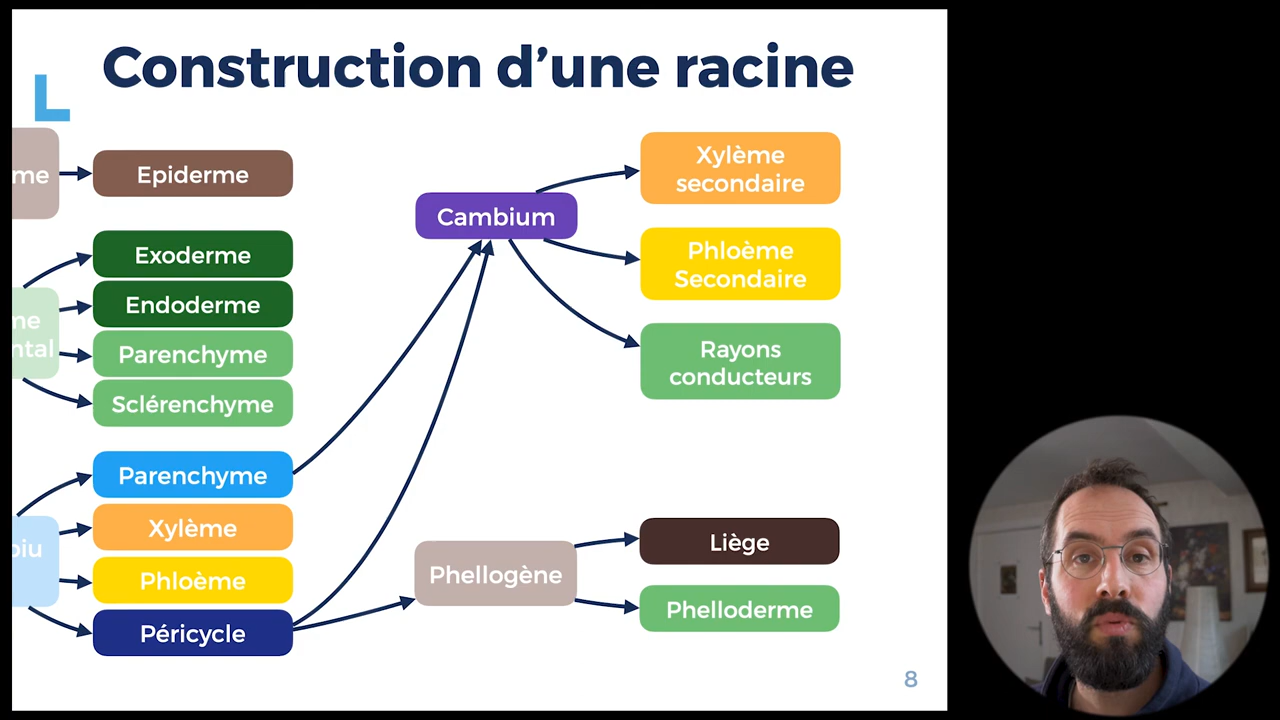 Construction d'une racine
L
me
Epiderme
Exoderme
Endoderme
me
ntal
Parenchyme
Sclérenchyme
Parenchyme
Xylème
biu
Phloème
Péricycle
Cambium
Phellogène
Xylème
secondaire
Phloème
Secondaire
Rayons
conducteurs
Liège
Phelloderme
8